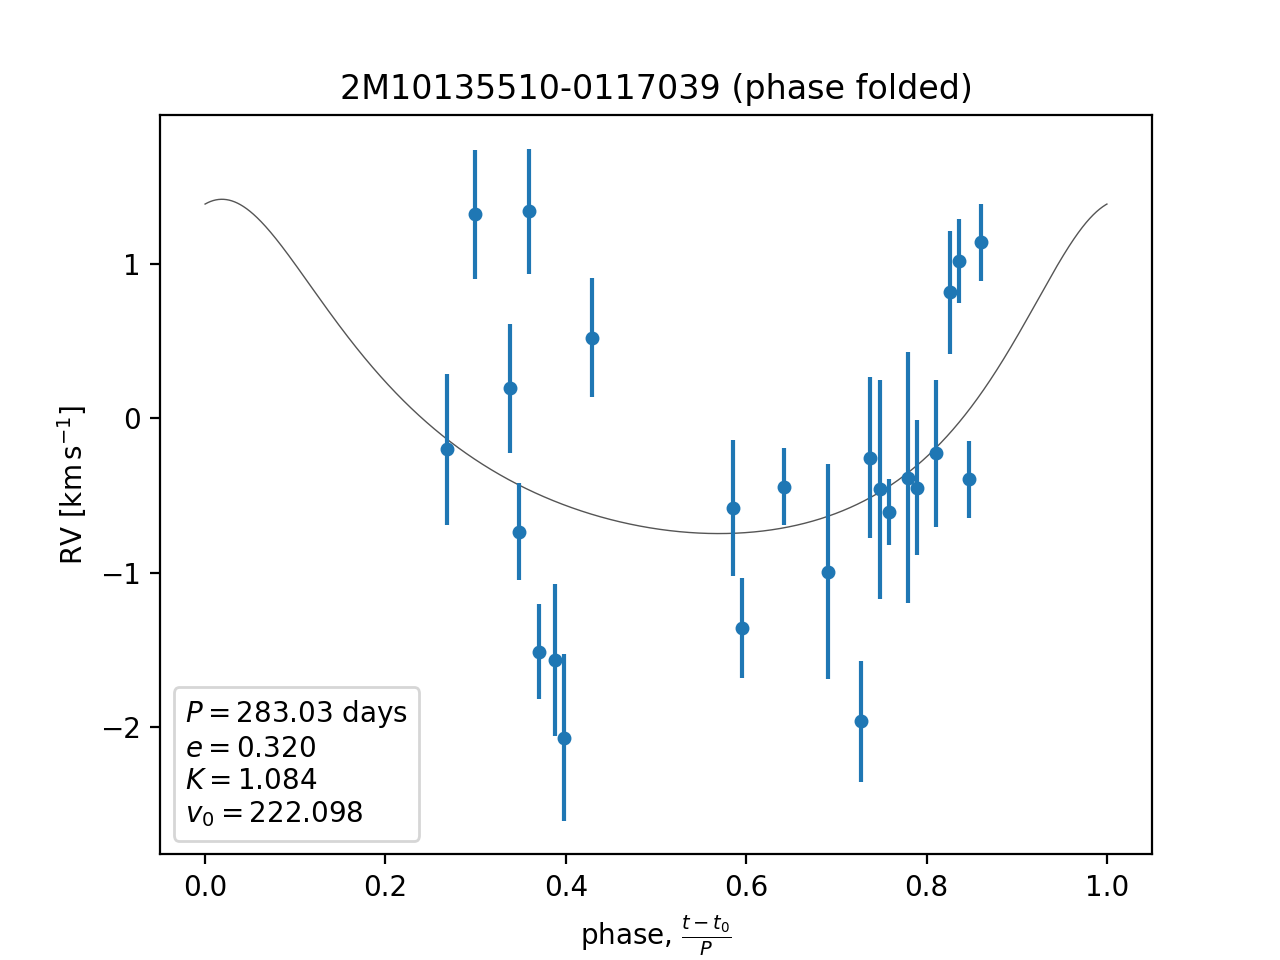 2M10135510-0117039 (phase folded)
RV [km s⁻¹]
1
0
−1
−2
P = 283.03 days
e = 0.320
K = 1.084
v₀ = 222.098
0.0 0.2 0.4 0.6 0.8 1.0
phase, (t − t₀)/P